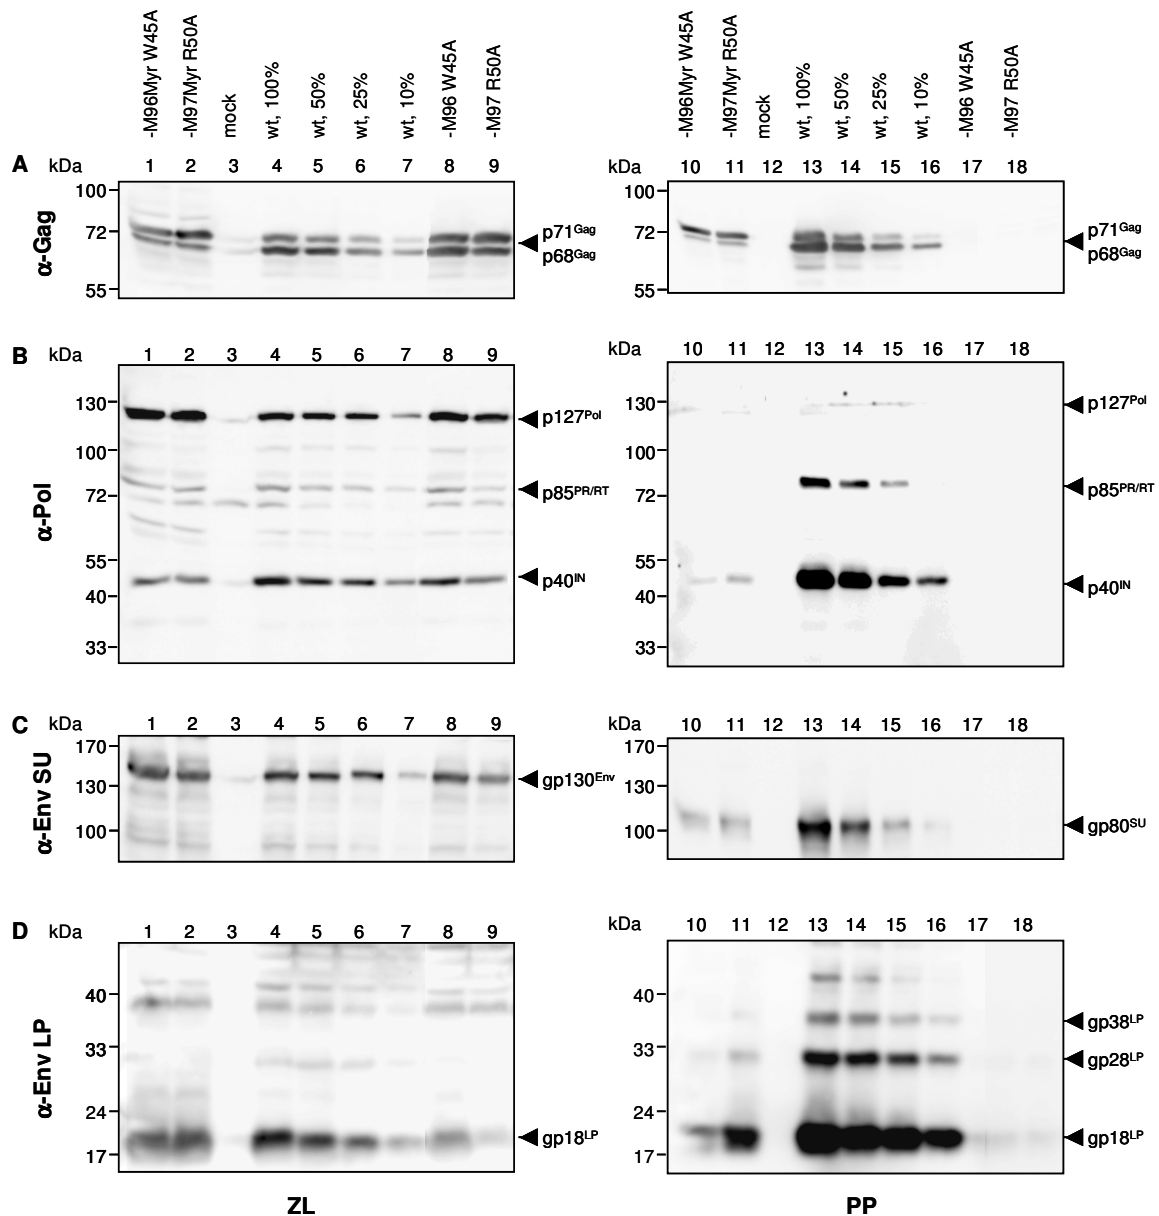 -M96Myr W45A -M97Myr R50A mock wt, 100% wt, 50% wt, 25% wt, 10% -M96 W45A -M97 R50A
-M96Myr W45A -M97Myr R50A mock wt, 100% wt, 50% wt, 25% wt, 10% -M96 W45A -M97 R50A
A kDa 1 2 3 4 5 6 7 8 9
kDa 10 11 12 13 14 15 16 17 18
α-Gag
100
72
55
p71Gag
p68Gag
100
72
55
p71Gag
p68Gag
B kDa 1 2 3 4 5 6 7 8 9
kDa 10 11 12 13 14 15 16 17 18
α-Pol
130
100
72
55
40
33
p127Pol
p85PR/RT
p40IN
130
100
72
55
40
33
p127Pol
p85PR/RT
p40IN
C kDa 1 2 3 4 5 6 7 8 9
kDa 10 11 12 13 14 15 16 17 18
α-Env SU
170
130
100
gp130Env
170
130
100
gp80SU
D kDa 1 2 3 4 5 6 7 8 9
kDa 10 11 12 13 14 15 16 17 18
α-Env LP
40
33
24
17
gp18LP
40
33
24
17
gp38LP
gp28LP
gp18LP
ZL
PP